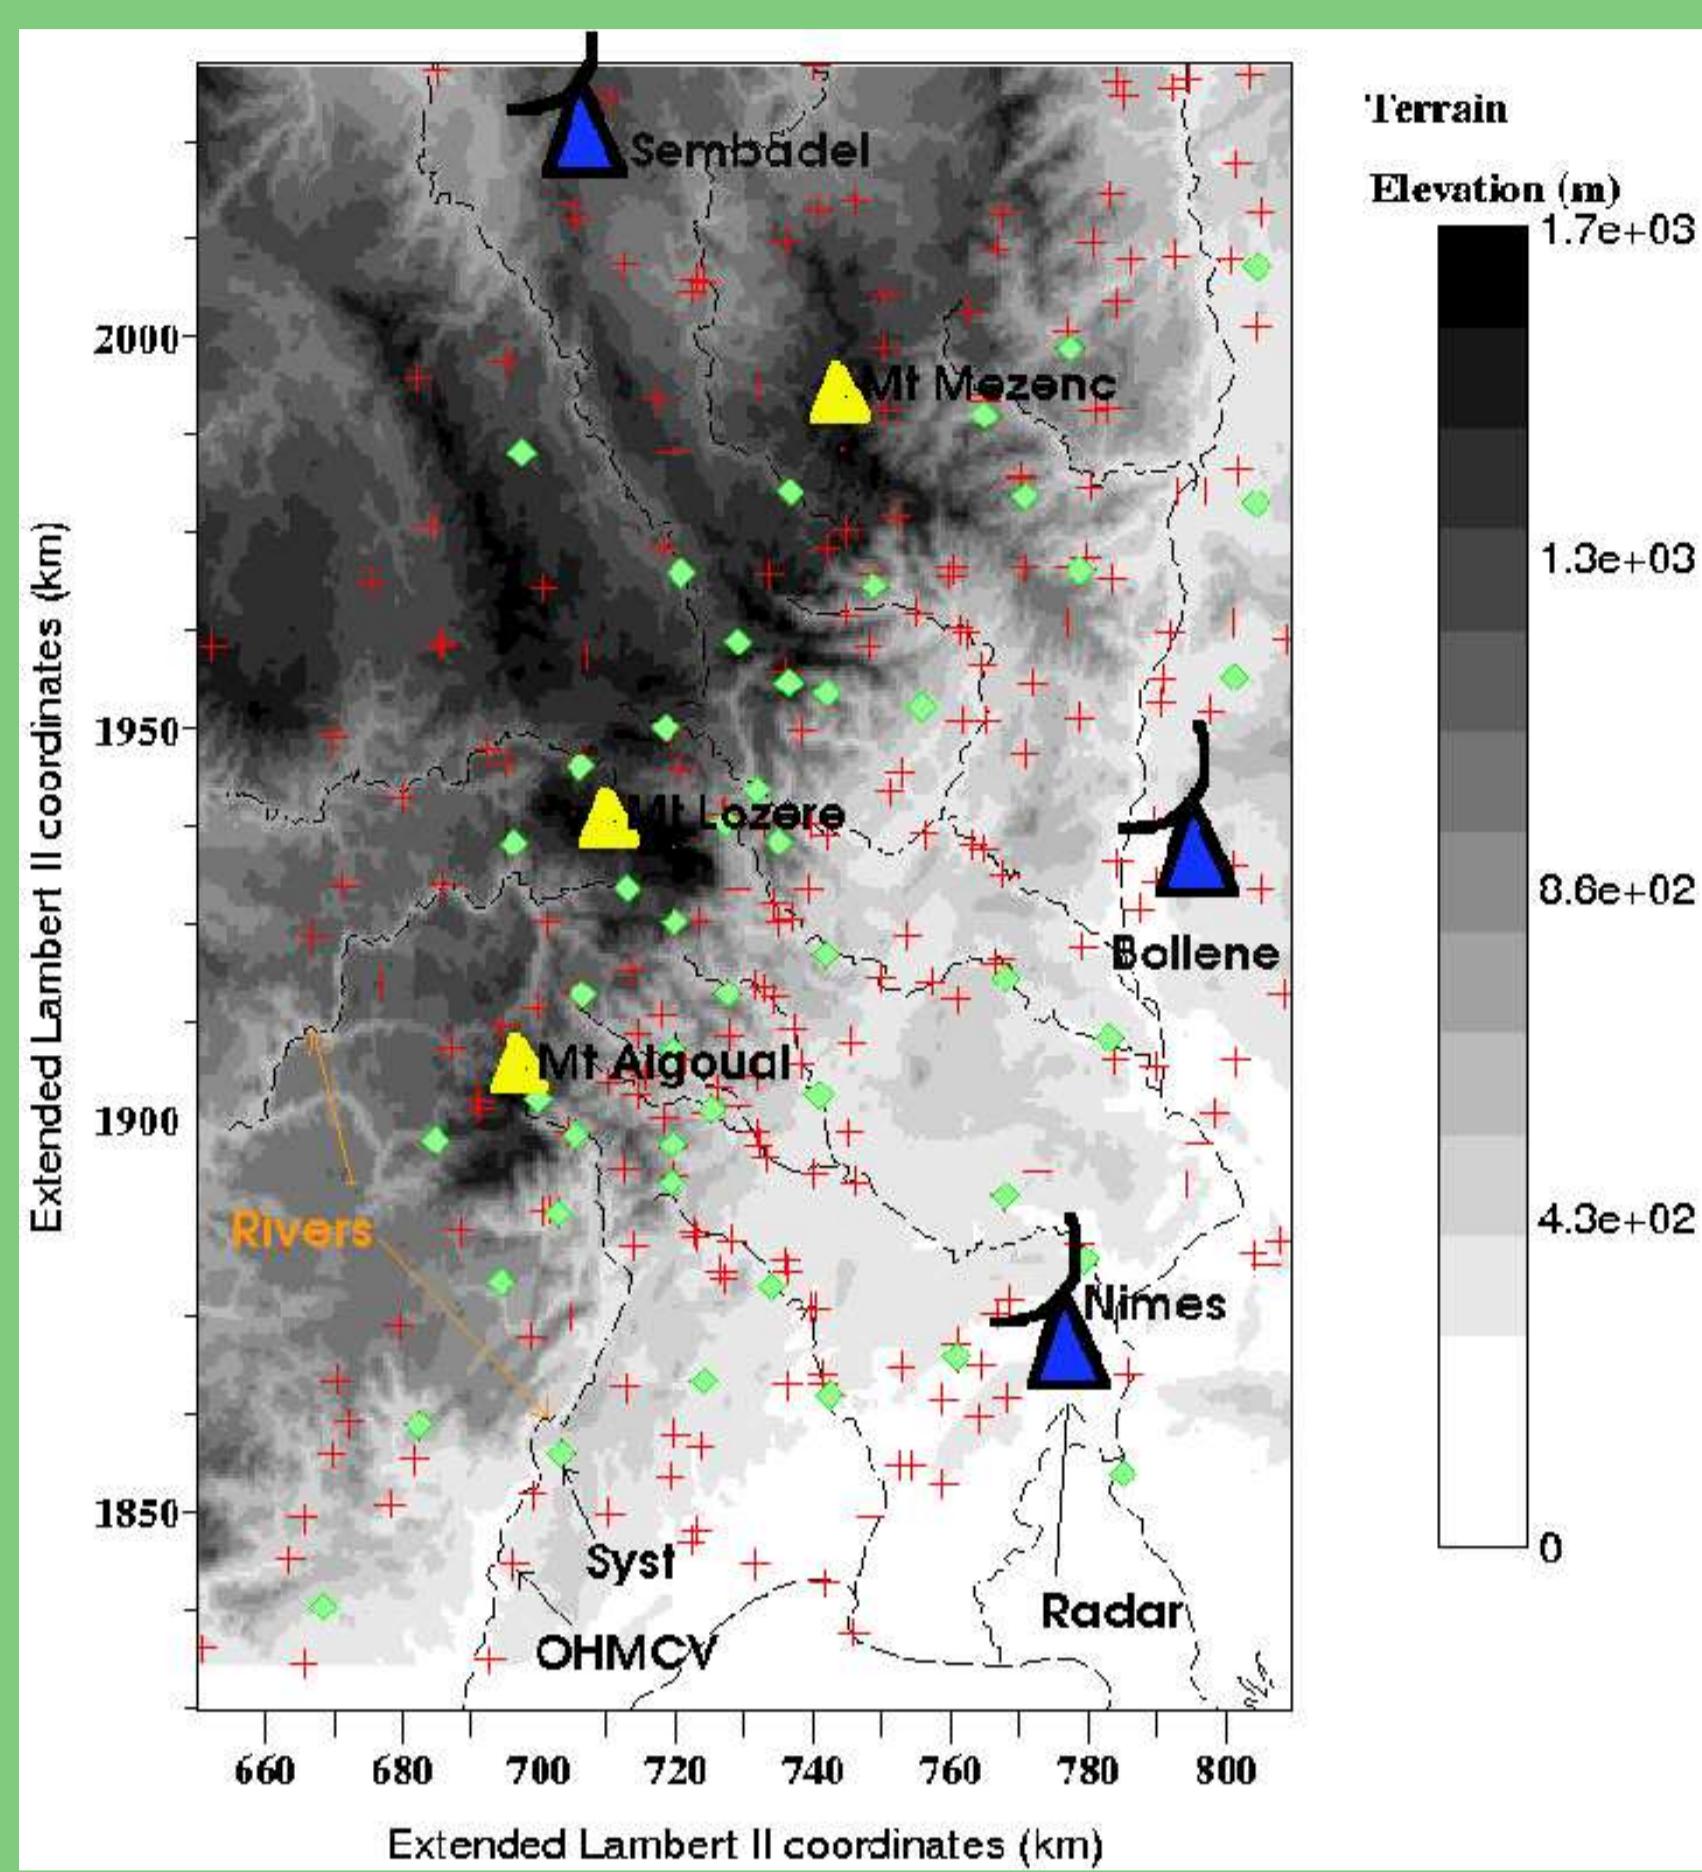 Terrain
Elevation (m)
1.7e+03
1.3e+03
8.6e+02
4.3e+02
0
Sembadel
Mt Mezenc
Mt Lozere
Bollene
Mt Aigoual
Rivers
Nimes
Syst
OHMCV
Radar
2000
1950
1900
1850
Extended Lambert II coordinates (km)
660 680 700 720 740 760 780 800
Extended Lambert II coordinates (km)